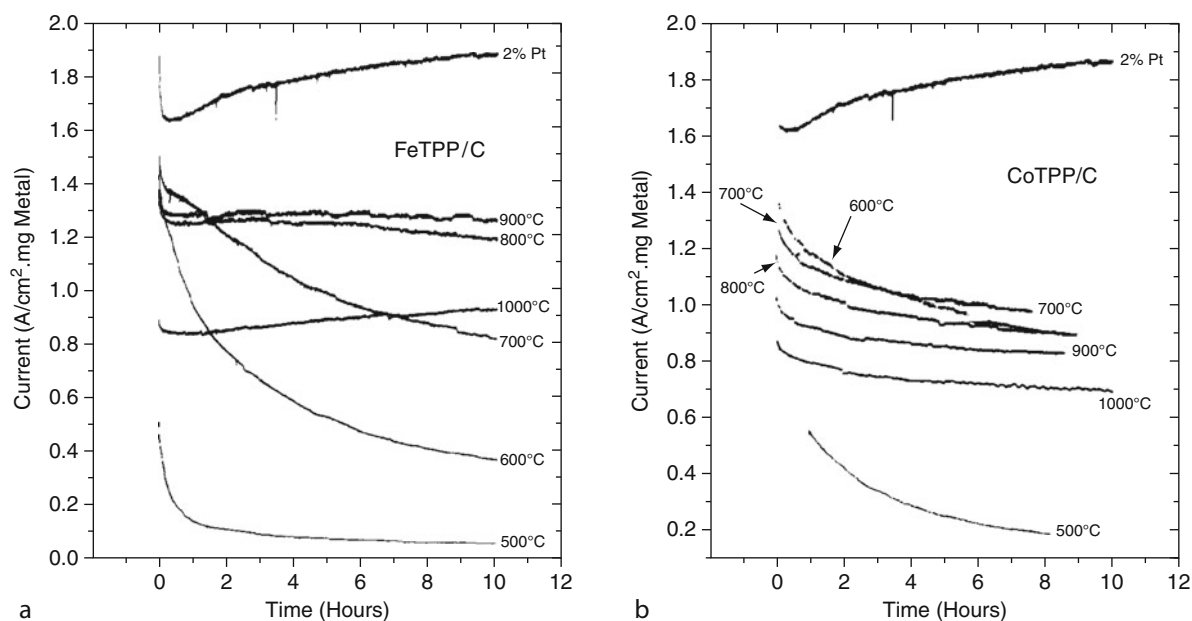 2.0
1.8
1.6
1.4
1.2
1.0
0.8
0.6
0.4
0.2
0.0
Current (A/cm².mg Metal)
2% Pt
FeTPP/C
900°C
800°C
1000°C
700°C
600°C
500°C
0 2 4 6 8 10 12
Time (Hours)
a
2.0
1.8
1.6
1.4
1.2
1.0
0.8
0.6
0.4
0.2
Current (A/cm².mg Metal)
2% Pt
CoTPP/C
700°C
600°C
800°C
700°C
900°C
1000°C
500°C
0 2 4 6 8 10 12
Time (Hours)
b